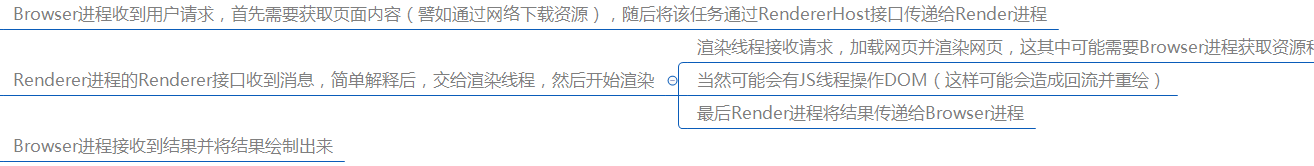 Browser进程收到用户请求，首先需要获取页面内容（譬如通过网络下载资源），随后将该任务通过RendererHost接口传递给Render进程
渲染线程接收请求，加载网页并渲染网页，这其中可能需要Browser进程获取资源和
Renderer进程的Renderer接口收到消息，简单解释后，交给渲染线程，然后开始渲染
当然可能会有JS线程操作DOM（这样可能会造成回流并重绘）
最后Render进程将结果传递给Browser进程
Browser进程接收到结果并将结果绘制出来